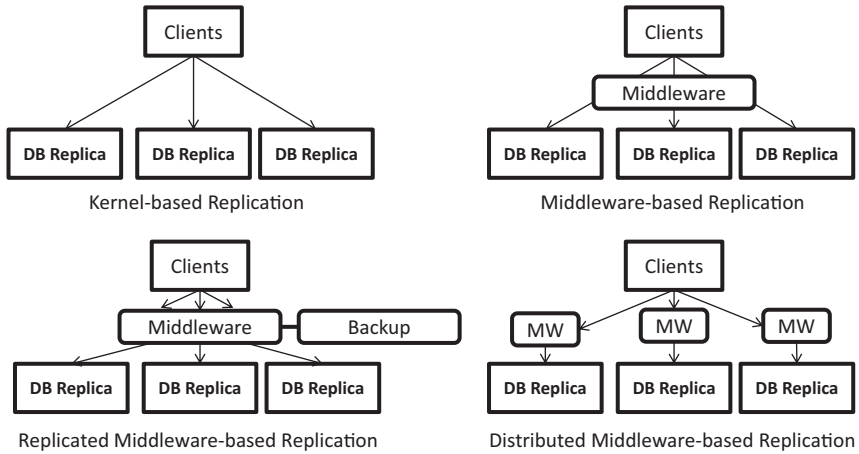 Clients
DB Replica DB Replica DB Replica
Kernel-based Replication
Clients
Middleware
DB Replica DB Replica DB Replica
Middleware-based Replication
Clients
Middleware Backup
DB Replica DB Replica DB Replica
Replicated Middleware-based Replication
Clients
MW MW MW
DB Replica DB Replica DB Replica
Distributed Middleware-based Replication